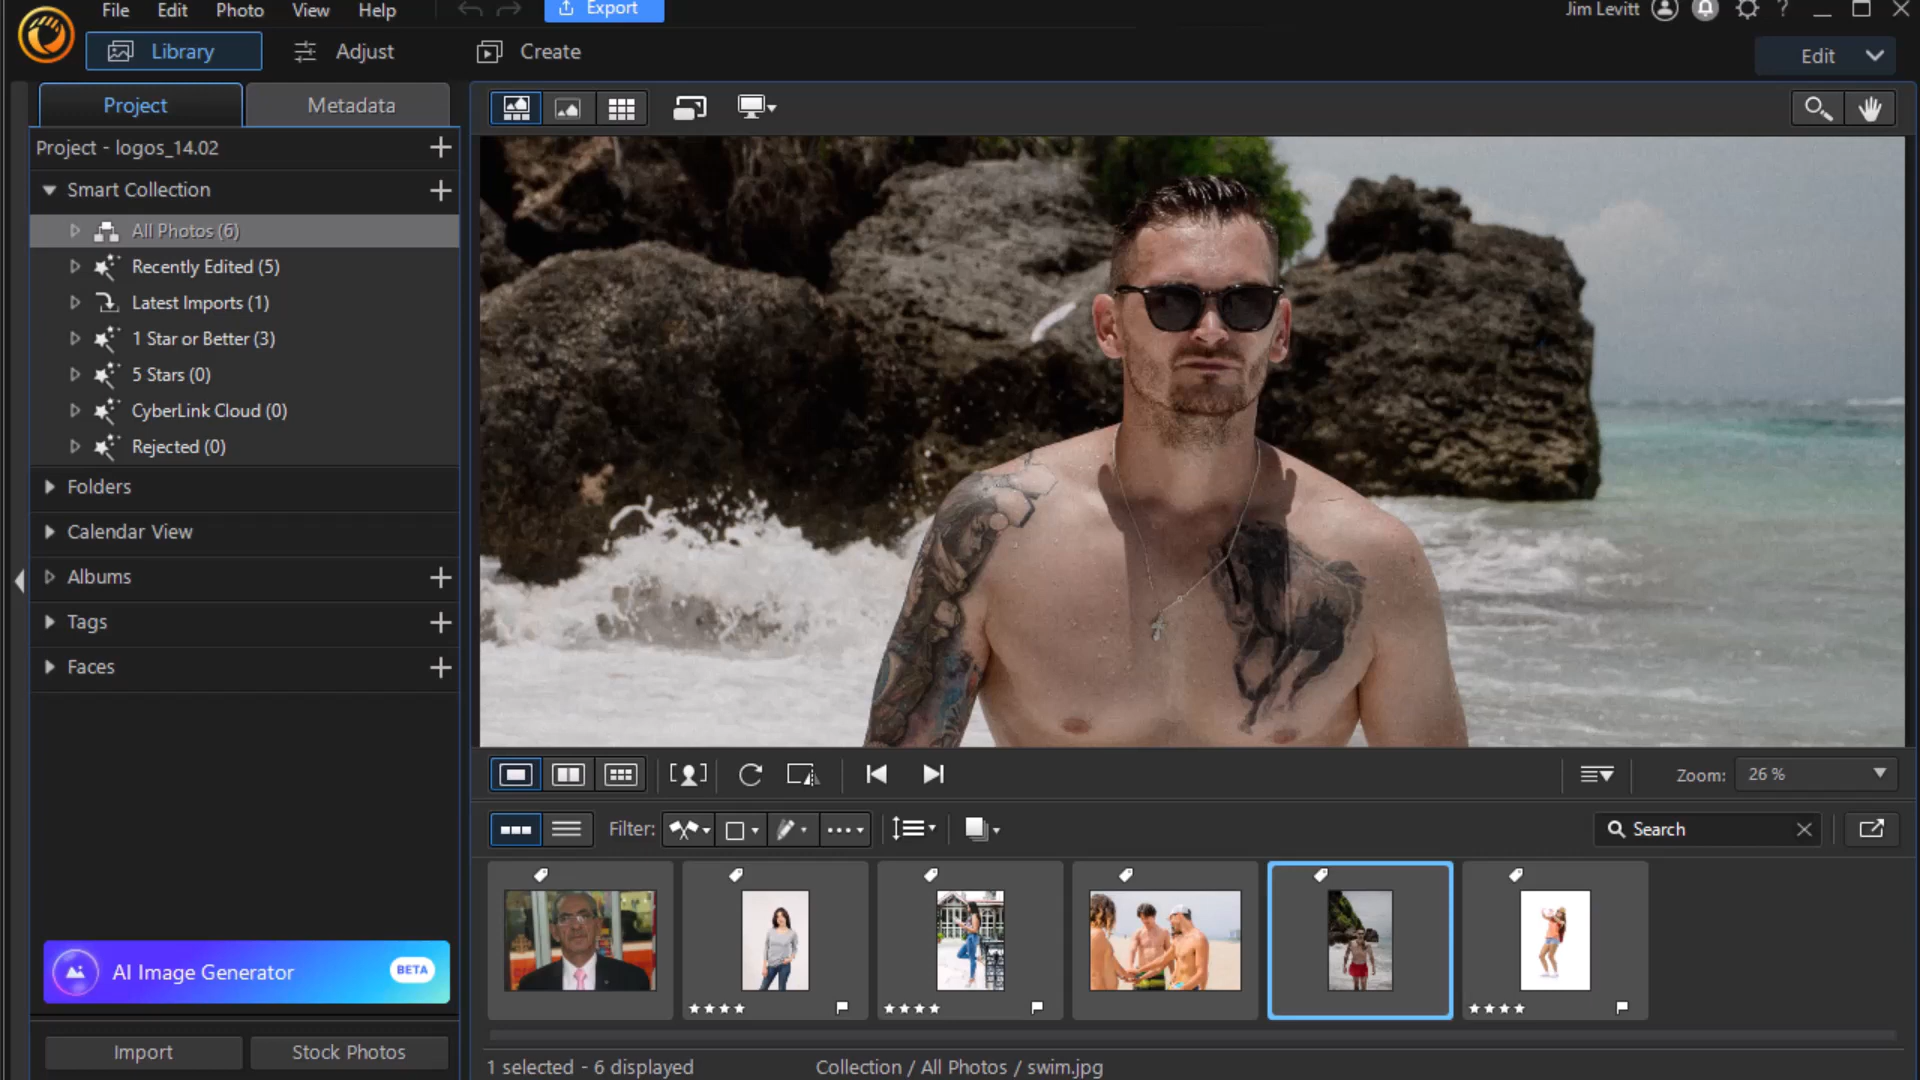 File Edit Photo View Help Export Jim Levitt ?
Library Adjust Create Edit
Project Metadata
Project - logos_14.02
Smart Collection
All Photos (6)
Recently Edited (5)
Latest Imports (1)
1 Star or Better (3)
5 Stars (0)
CyberLink Cloud (0)
Rejected (0)
Folders
Calendar View
Albums
Tags
Faces
AI Image Generator BETA
Import Stock Photos
Zoom: 26 %
Filter: Search
1 selected - 6 displayed Collection / All Photos / swim.jpg